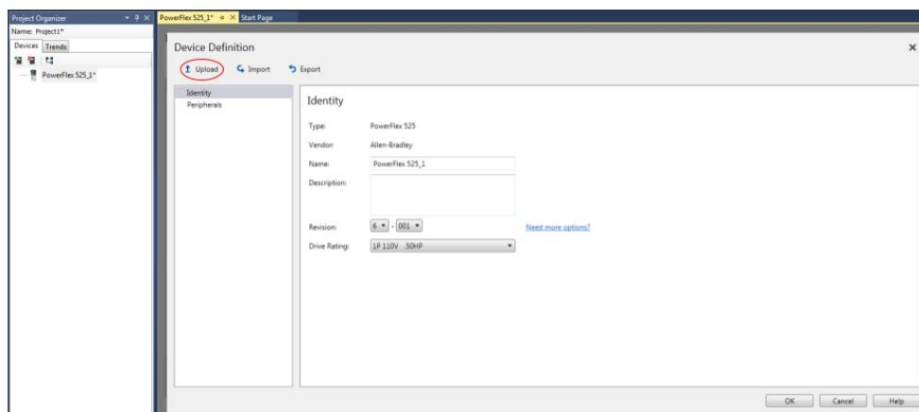 Project Organizer
Name: Project1*
Devices Trends
PowerFlex 525_1*
PowerFlex 525_1* Start Page
Device Definition
Upload Import Export
Identity
Peripherals
Identity
Type: PowerFlex 525
Vendor: Allen-Bradley
Name: PowerFlex 525_1
Description:
Revision: 6 - 001 Need more options?
Drive Rating: 1P 110V .50HP
OK Cancel Help